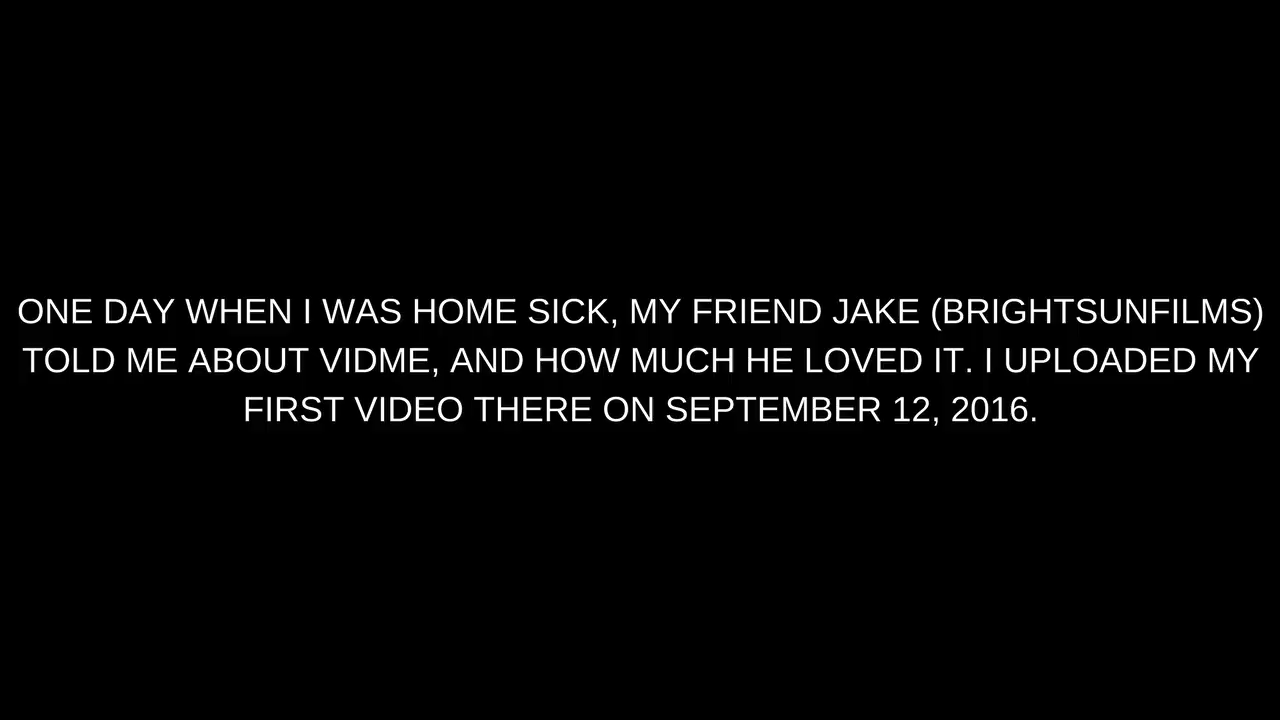 ONE DAY WHEN I WAS HOME SICK, MY FRIEND JAKE (BRIGHTSUNFILMS)
TOLD ME ABOUT VIDME, AND HOW MUCH HE LOVED IT. I UPLOADED MY
FIRST VIDEO THERE ON SEPTEMBER 12, 2016.